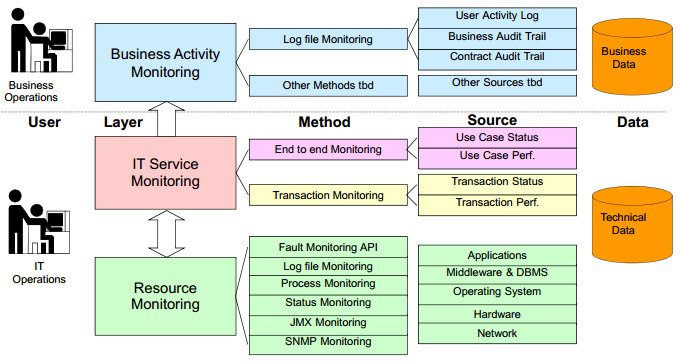 User Activity Log
Business Activity
Monitoring
Log file Monitoring
Business Audit Trail
Contract Audit Trail
Business
Data
Business
Operations
Other Methods tbd
Other Sources tbd
User
Layer
Method
Source
Data
IT Service
Monitoring
End to end Monitoring
Use Case Status
Use Case Perf.
Transaction Monitoring
Transaction Status
Transaction Perf.
Technical
Data
IT
Operations
Resource
Monitoring
Fault Monitoring API
Log file Monitoring
Process Monitoring
Status Monitoring
JMX Monitoring
SNMP Monitoring
Applications
Middleware & DBMS
Operating System
Hardware
Network